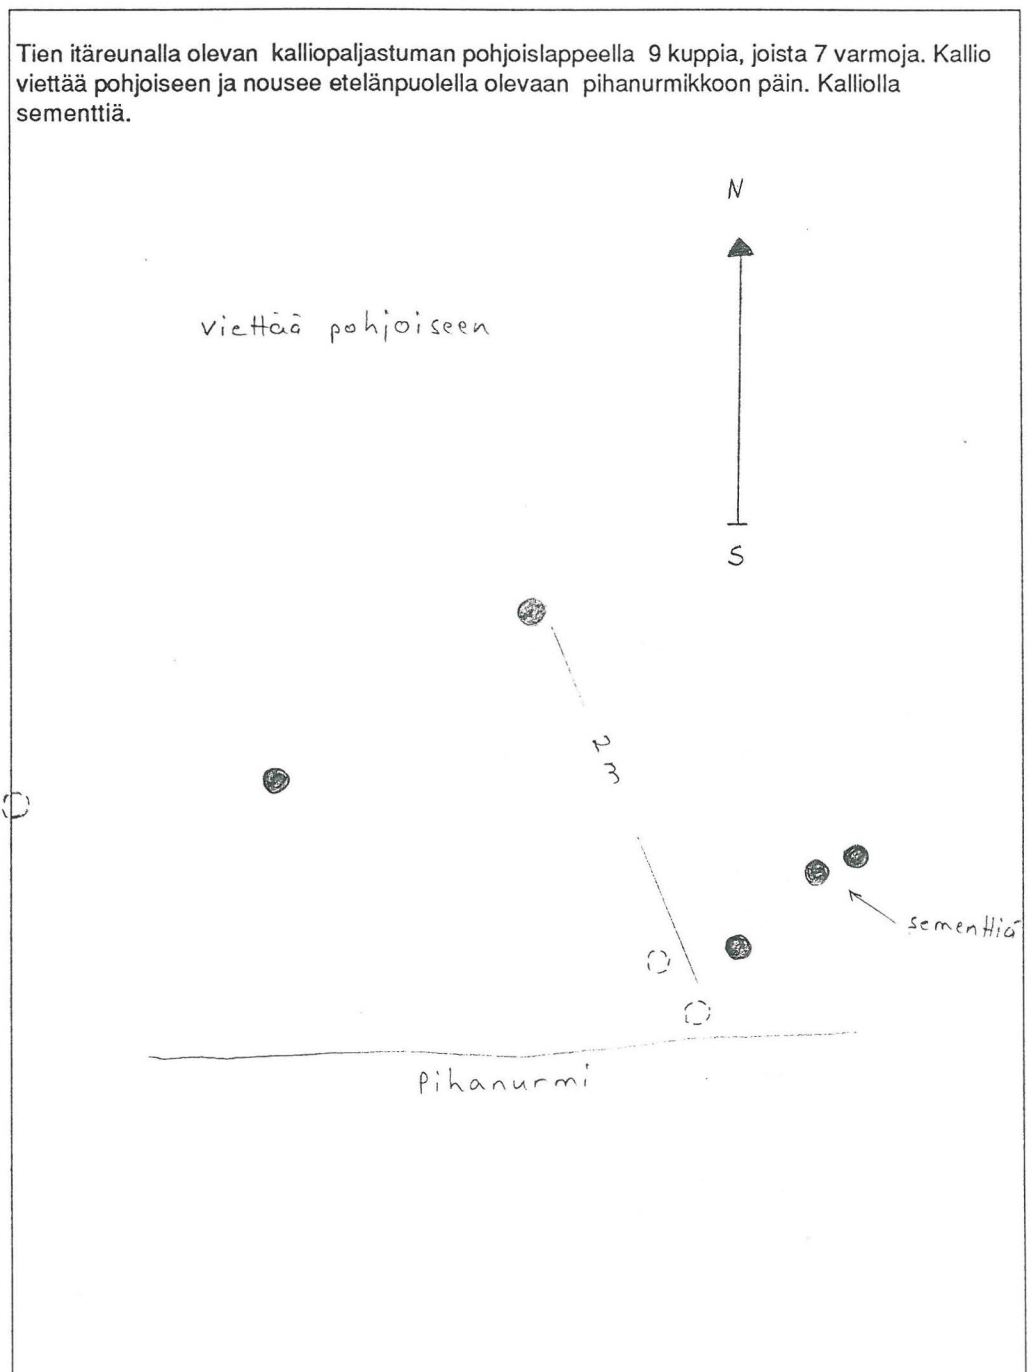 Tien itäreunalla olevan kalliopaljastuman pohjoislappeella 9 kuppia, joista 7 varmoja. Kallio
viettää pohjoiseen ja nousee etelänpuolella olevaan pihanurmikkoon päin. Kalliolla
sementtiä.
N
viettää pohjoiseen
S
2 m
sementtiä
Pihanurmi